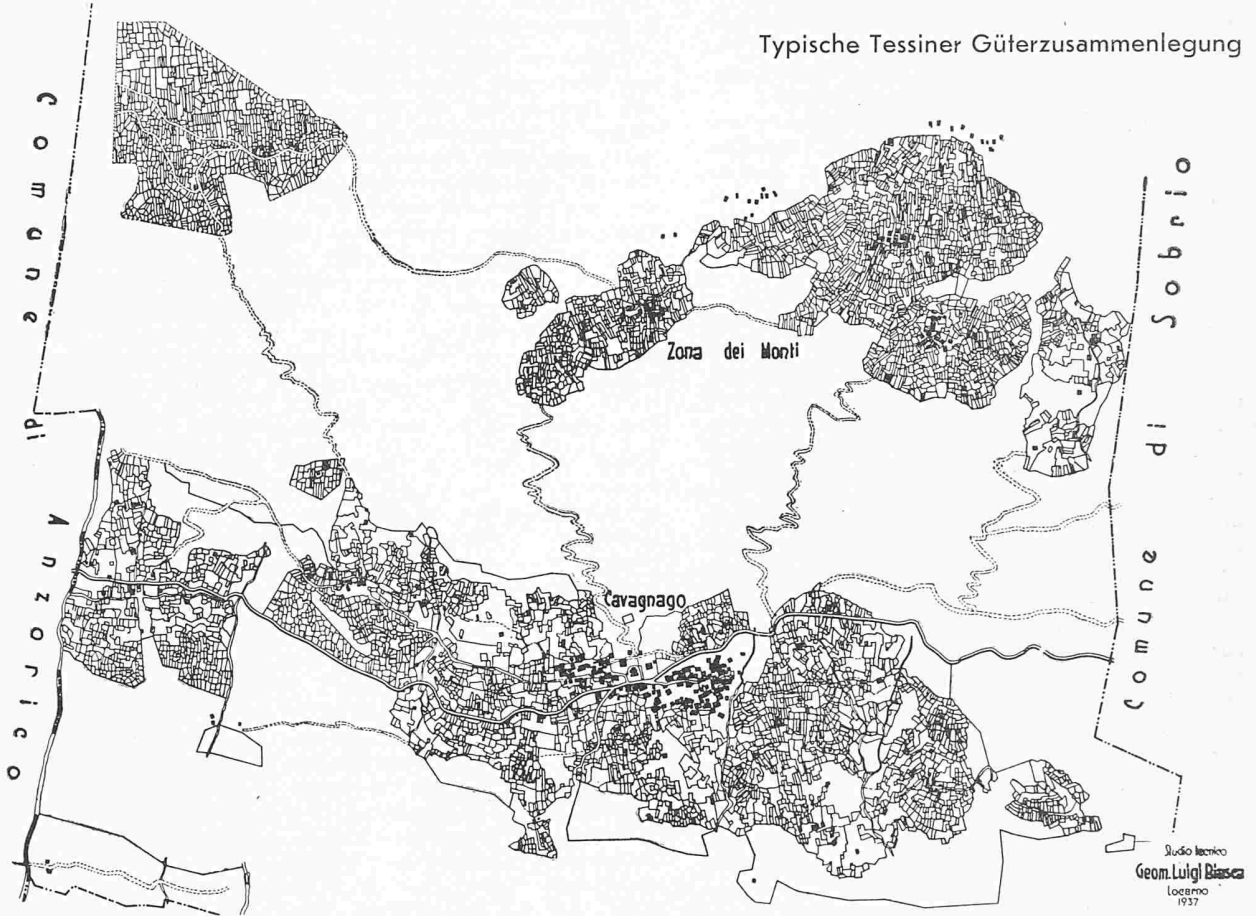 Typische Tessiner Güterzusammenlegung
Comune di Anzorico
Comune di Sobrio
Zona dei Monti
Cavagnago
Studio tecnico
Geom. Luigi Biasca
Locarno
1937